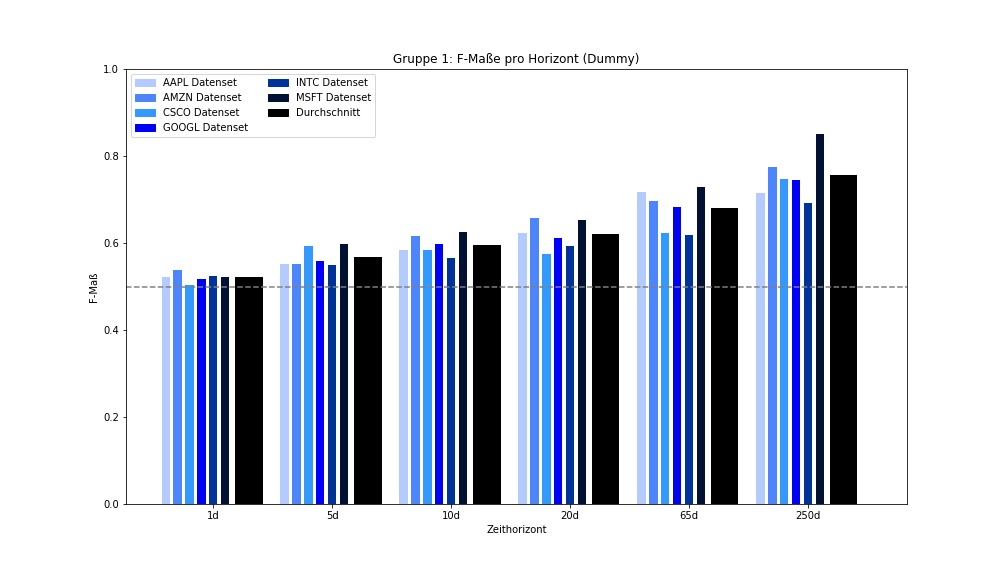 Gruppe 1: F-Maße pro Horizont (Dummy)
AAPL Datenset
AMZN Datenset
CSCO Datenset
GOOGL Datenset
INTC Datenset
MSFT Datenset
Durchschnitt
F-Maß
1.0
0.8
0.6
0.4
0.2
0.0
1d 5d 10d 20d 65d 250d
Zeithorizont